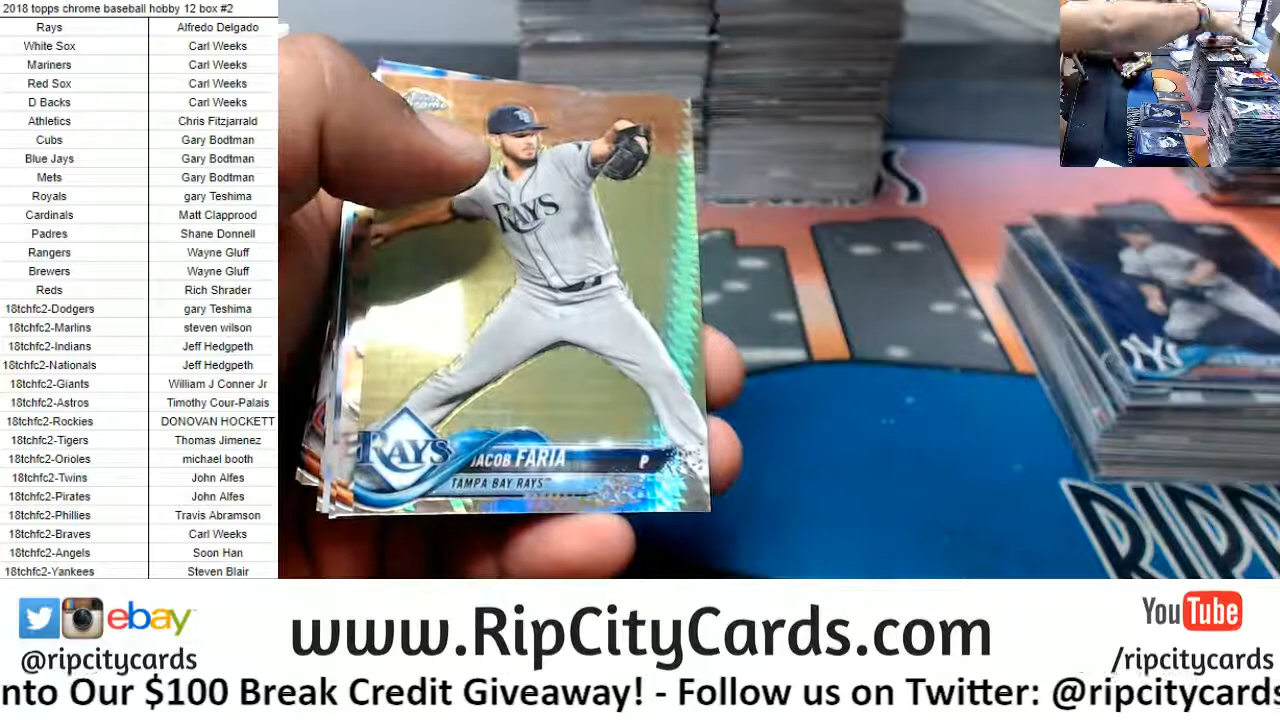 2018 topps chrome baseball hobby 12 box #2
Rays Alfredo Delgado
White Sox Carl Weeks
Mariners Carl Weeks
Red Sox Carl Weeks
D Backs Carl Weeks
Athletics Chris Fitzjarrald
Cubs Gary Bodtman
Blue Jays Gary Bodtman
Mets Gary Bodtman
Royals gary Teshima
Cardinals Matt Clapprood
Padres Shane Donnell
Rangers Wayne Gluff
Brewers Wayne Gluff
Reds Rich Shrader
18tchfc2-Dodgers gary Teshima
18tchfc2-Marlins steven wilson
18tchfc2-Indians Jeff Hedgpeth
18tchfc2-Nationals Jeff Hedgpeth
18tchfc2-Giants William J Conner Jr
18tchfc2-Astros Timothy Cour-Palais
18tchfc2-Rockies DONOVAN HOCKETT
18tchfc2-Tigers Thomas Jimenez
18tchfc2-Orioles michael booth
18tchfc2-Twins John Alfes
18tchfc2-Pirates John Alfes
18tchfc2-Phillies Travis Abramson
18tchfc2-Braves Carl Weeks
18tchfc2-Angels Soon Han
18tchfc2-Yankees Steven Blair
Chrome
TB
RAYS
RAYS
JACOB FARIA P
TAMPA BAY RAYS
NY
RIPC
ebay
@ripcitycards
www.RipCityCards.com
YouTube
/ripcitycards
nto Our $100 Break Credit Giveaway! - Follow us on Twitter: @ripcitycards